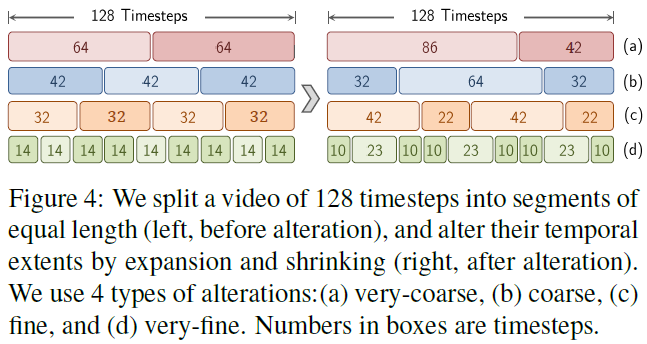 128 Timesteps 128 Timesteps
64 64 86 42 (a)
42 42 42 32 64 32 (b)
32 32 32 32 42 22 42 22 (c)
14 14 14 14 14 14 14 14 14 10 23 10 10 23 10 10 23 10 (d)
Figure 4: We split a video of 128 timesteps into segments of
equal length (left, before alteration), and alter their temporal
extents by expansion and shrinking (right, after alteration).
We use 4 types of alterations:(a) very-coarse, (b) coarse, (c)
fine, and (d) very-fine. Numbers in boxes are timesteps.